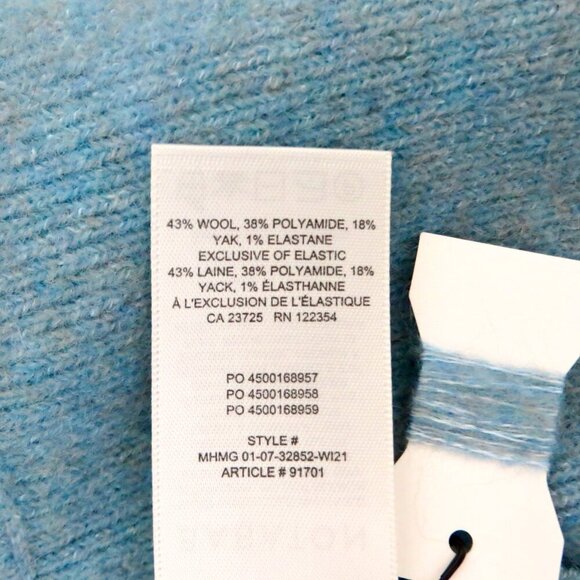 43% WOOL, 38% POLYAMIDE, 18%
YAK, 1% ELASTANE
EXCLUSIVE OF ELASTIC
43% LAINE, 38% POLYAMIDE, 18%
YACK, 1% ÉLASTHANNE
À L'EXCLUSION DE L'ÉLASTIQUE
CA 23725 RN 122354
PO 4500168957
PO 4500168958
PO 4500168959
STYLE #
MHMG 01-07-32852-WI21
ARTICLE # 91701